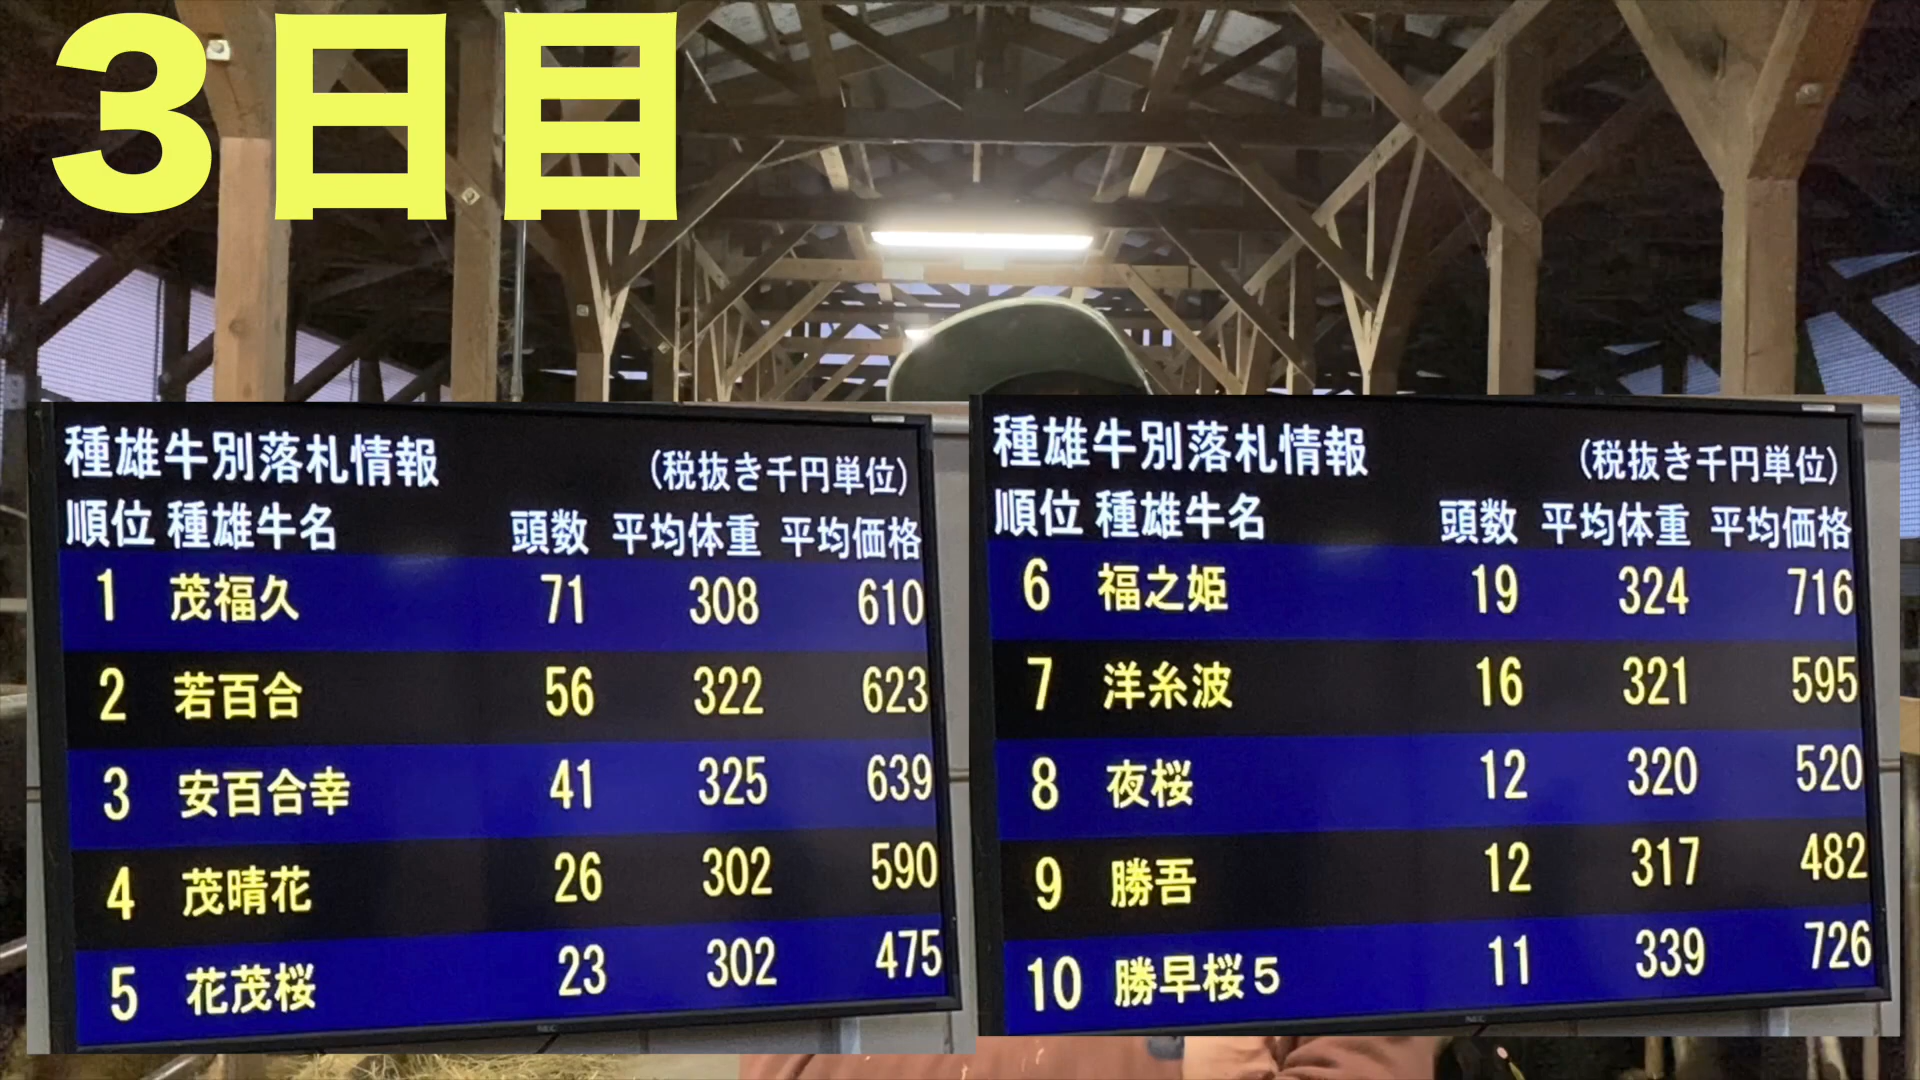 3日目
種雄牛別落札情報 (税抜き千円単位)
順位 種雄牛名 頭数 平均体重 平均価格
1 茂福久 71 308 610
2 若百合 56 322 623
3 安百合幸 41 325 639
4 茂晴花 26 302 590
5 花茂桜 23 302 475
NEC
種雄牛別落札情報 (税抜き千円単位)
順位 種雄牛名 頭数 平均体重 平均価格
6 福之姫 19 324 716
7 洋糸波 16 321 595
8 夜桜 12 320 520
9 勝吾 12 317 482
10 勝早桜5 11 339 726
NEC